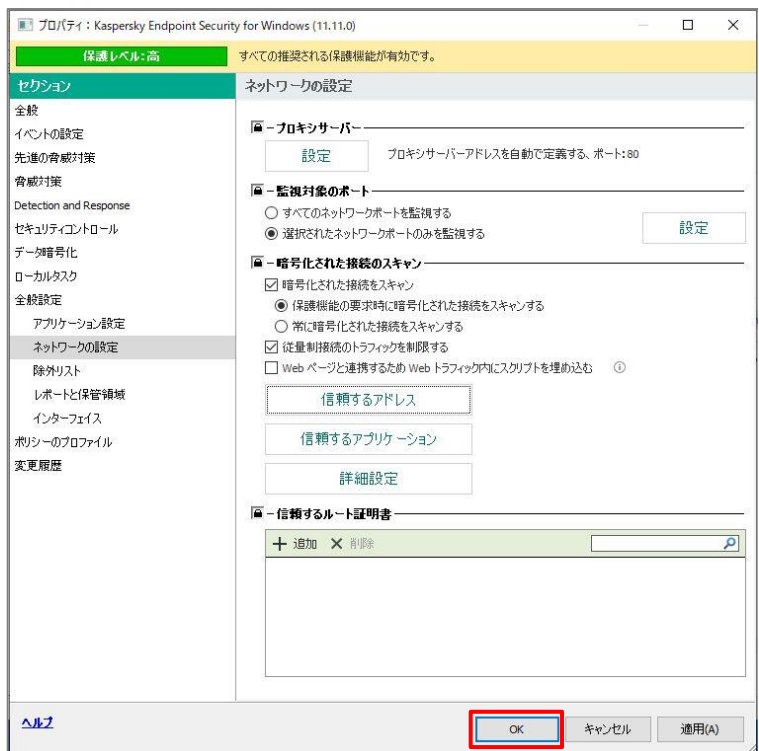 プロパティ：Kaspersky Endpoint Security for Windows (11.11.0)
保護レベル：高
すべての推奨される保護機能が有効です。
セクション
全般
イベントの設定
先進の脅威対策
脅威対策
Detection and Response
セキュリティコントロール
データ暗号化
ローカルタスク
全般設定
アプリケーション設定
ネットワークの設定
除外リスト
レポートと保管領域
インターフェイス
ポリシーのプロファイル
変更履歴
ネットワークの設定
プロキシサーバー
設定
プロキシサーバーアドレスを自動で定義する、ポート：80
監視対象のポート
すべてのネットワークポートを監視する
選択されたネットワークポートのみを監視する
設定
暗号化された接続のスキャン
暗号化された接続をスキャン
保護機能の要求時に暗号化された接続をスキャンする
常に暗号化された接続をスキャンする
従量制接続のトラフィックを制限する
Web ページと連携するため Web トラフィック内にスクリプトを埋め込む
信頼するアドレス
信頼するアプリケーション
詳細設定
信頼するルート証明書
追加 削除
ヘルプ
OK キャンセル 適用(A)